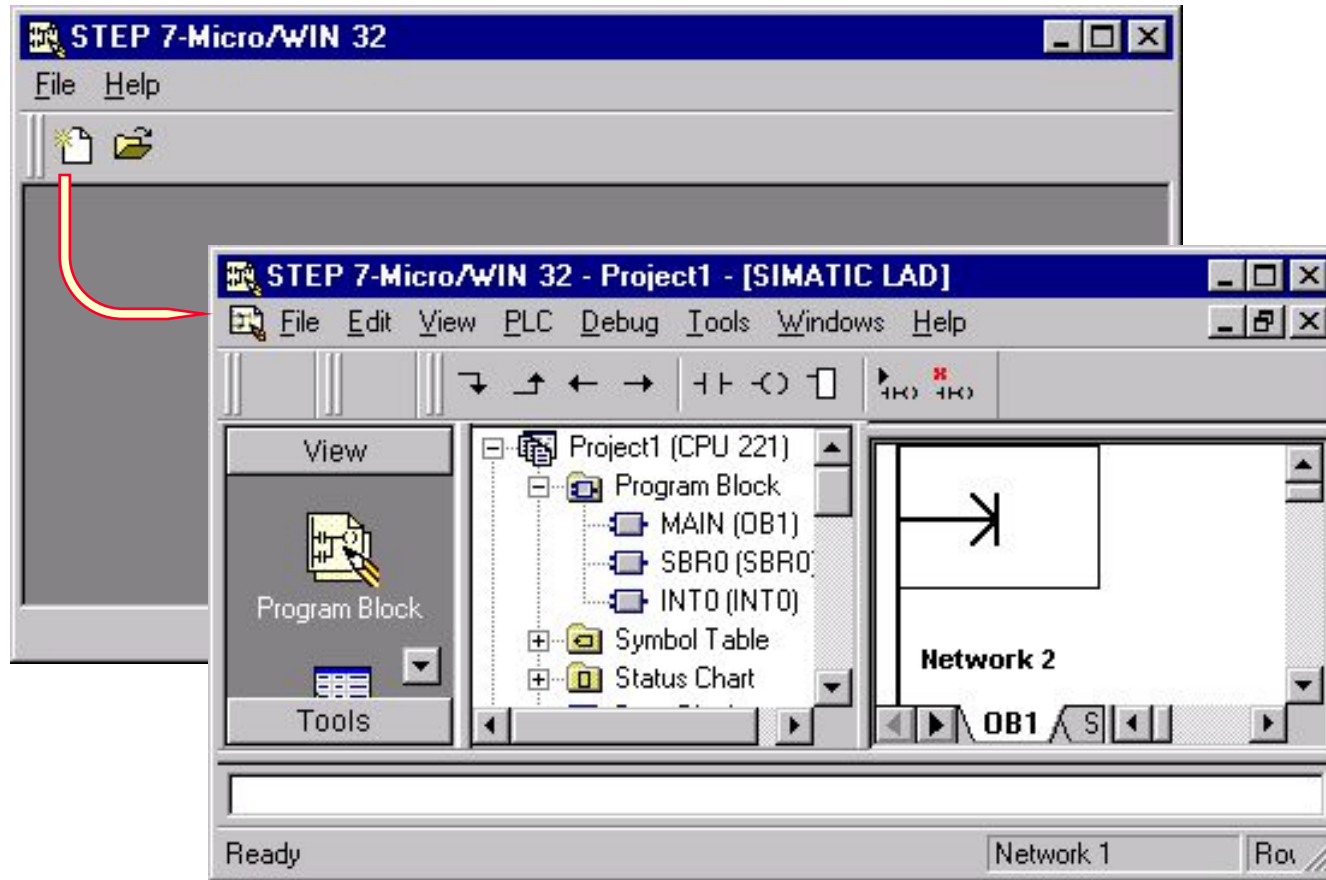 STEP 7-Micro/WIN 32
File Help
STEP 7-Micro/WIN 32 - Project1 - [SIMATIC LAD]
File Edit View PLC Debug Tools Windows Help
View
Program Block
Tools
Project1 (CPU 221)
Program Block
MAIN (OB1)
SBR0 (SBR0)
INT0 (INT0)
Symbol Table
Status Chart
Network 2
OB1 S
Ready
Network 1